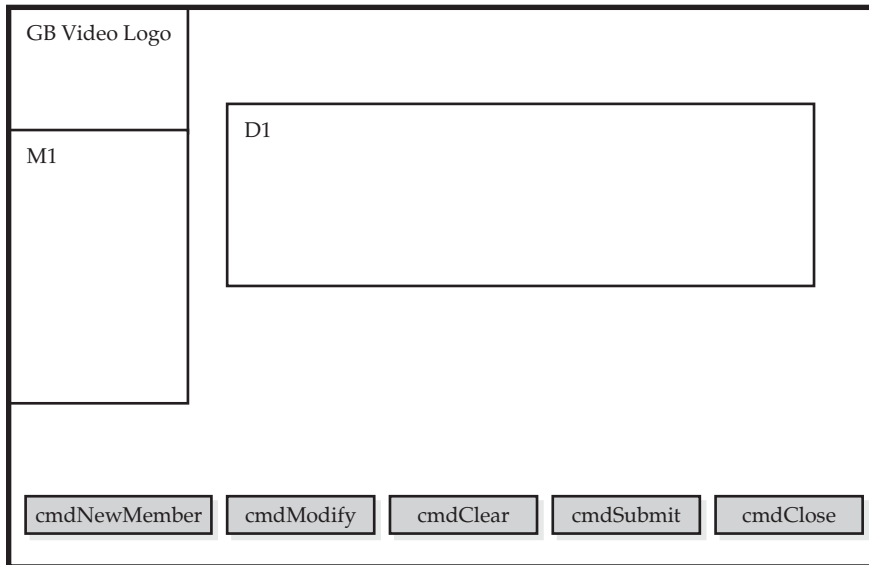 GB Video Logo
D1
M1
cmdNewMember
cmdModify
cmdClear
cmdSubmit
cmdClose